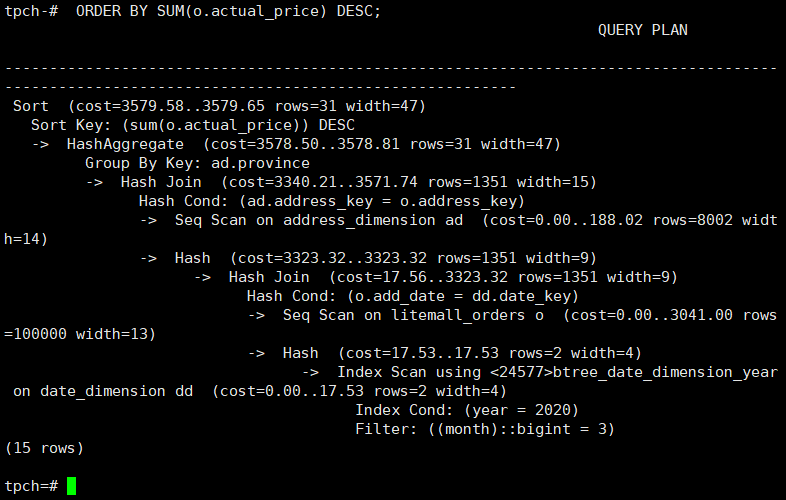 tpch-#  ORDER BY SUM(o.actual_price) DESC;
QUERY PLAN
--------------------------------------------------------------------------------------
---------------------------------------------------------
Sort  (cost=3579.58..3579.65 rows=31 width=47)
Sort Key: (sum(o.actual_price)) DESC
->  HashAggregate  (cost=3578.50..3578.81 rows=31 width=47)
Group By Key: ad.province
->  Hash Join  (cost=3340.21..3571.74 rows=1351 width=15)
Hash Cond: (ad.address_key = o.address_key)
->  Seq Scan on address_dimension ad  (cost=0.00..188.02 rows=8002 widt
h=14)
->  Hash  (cost=3323.32..3323.32 rows=1351 width=9)
->  Hash Join  (cost=17.56..3323.32 rows=1351 width=9)
Hash Cond: (o.add_date = dd.date_key)
->  Seq Scan on litemall_orders o  (cost=0.00..3041.00 rows
=100000 width=13)
->  Hash  (cost=17.53..17.53 rows=2 width=4)
->  Index Scan using <24577>btree_date_dimension_year
on date_dimension dd  (cost=0.00..17.53 rows=2 width=4)
Index Cond: (year = 2020)
Filter: ((month)::bigint = 3)
(15 rows)
tpch=#